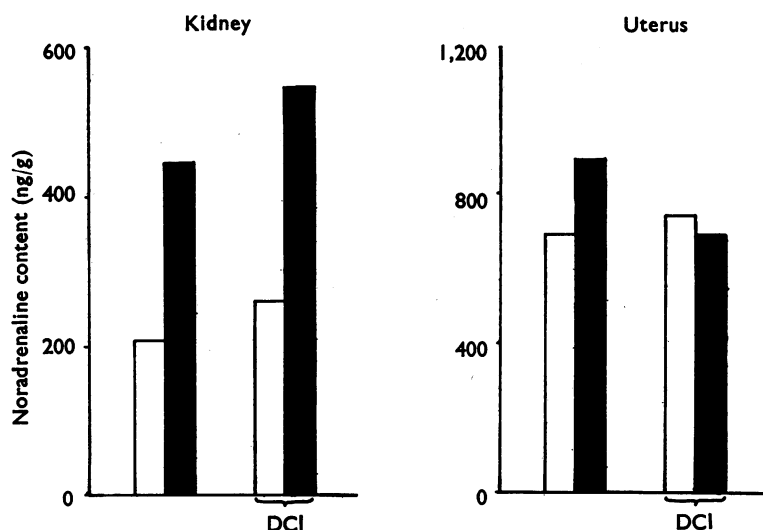 Kidney
Uterus
Noradrenaline content (ng/g)
600
400
200
0
DCI
1,200
800
400
0
DCI